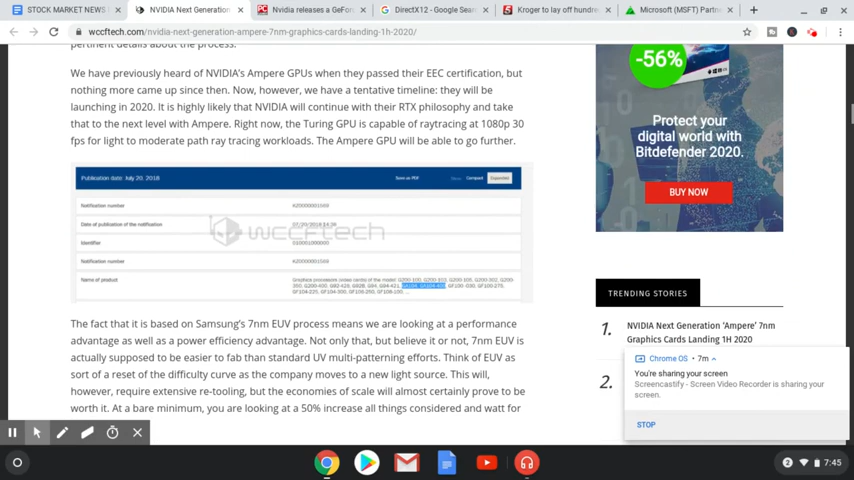 STOCK MARKET NEWS
NVIDIA Next Generation
Nvidia releases a GeFor
DirectX12 - Google Sear
Kroger to lay off hundre
Microsoft (MSFT) Partne
wccftech.com/nvidia-next-generation-ampere-7nm-graphics-cards-landing-1h-2020/
pertinent details about the process.
We have previously heard of NVIDIA's Ampere GPUs when they passed their EEC certification, but
nothing more came up since then. Now, however, we have a tentative timeline: they will be
launching in 2020. It is highly likely that NVIDIA will continue with their RTX philosophy and take
that to the next level with Ampere. Right now, the Turing GPU is capable of raytracing at 1080p 30
fps for light to moderate path ray tracing workloads. The Ampere GPU will be able to go further.
Publication date July 20, 2018
Save as PDF
Compact
Expanded
Notification number
Date of publication of the notification
Identifier
Notification number
Name of product
wccftech
The fact that it is based on Samsung's 7nm EUV process means we are looking at a performance
advantage as well as a power efficiency advantage. Not only that, but believe it or not, 7nm EUV is
actually supposed to be easier to fab than standard UV multi-patterning efforts. Think of EUV as
sort of a reset of the difficulty curve as the company moves to a new light source. This will,
however, require extensive re-tooling, but the economies of scale will almost certainly prove to be
worth it. At a bare minimum, you are looking at a 50% increase all things considered and watt for
-56%
Protect your
digital world with
Bitdefender 2020.
BUY NOW
TRENDING STORIES
1.
NVIDIA Next Generation 'Ampere' 7nm
Graphics Cards Landing 1H 2020
2.
Chrome OS • 7m
You're sharing your screen
Screencastify - Screen Video Recorder is sharing your
screen.
STOP
2
7:45